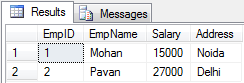 Results Messages
EmpID EmpName Salary Address
1 1 Mohan 15000 Noida
2 2 Pavan 27000 Delhi